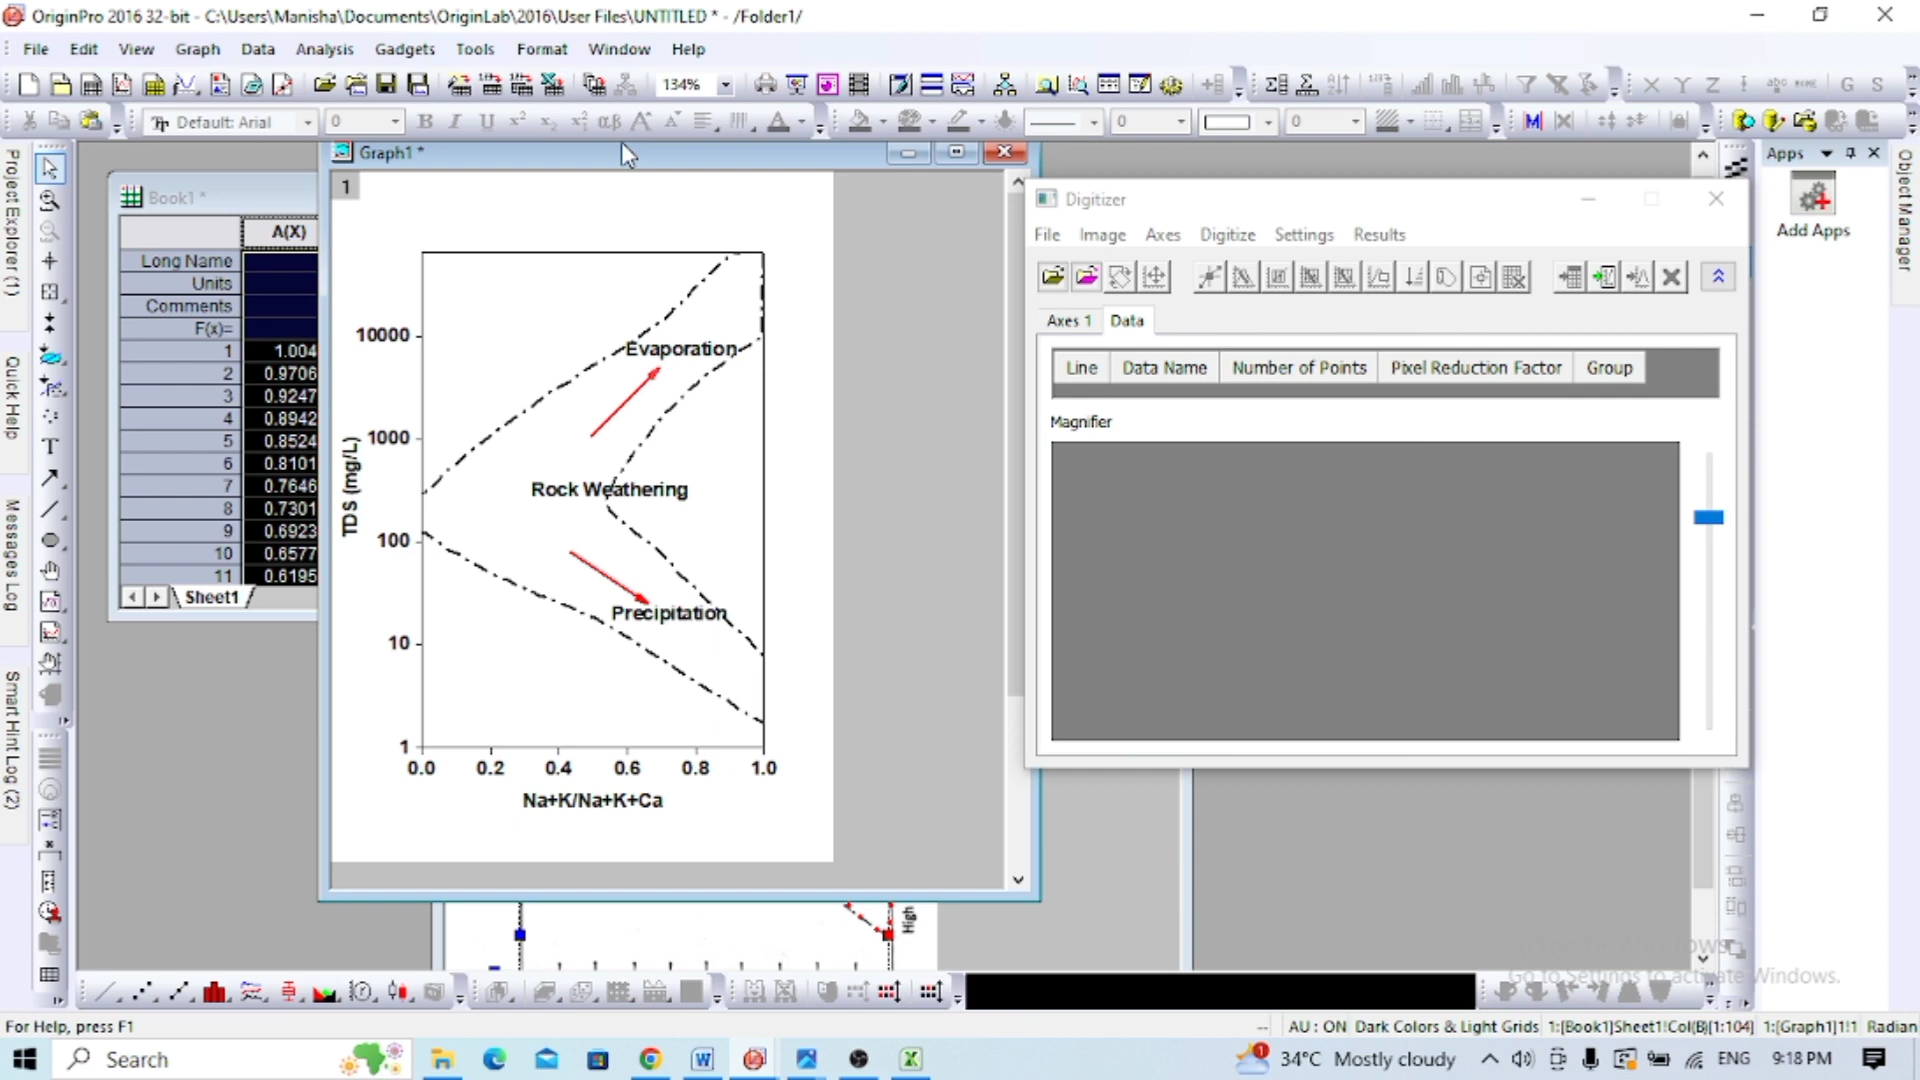 OriginPro 2016 32-bit - C:\Users\Manisha\Documents\OriginLab\2016\User Files\UNTITLED * - /Folder1/
File Edit View Graph Data Analysis Gadgets Tools Format Window Help
134%
X Y Z
G S
Default: Arial
0
B I U
αβ
0
0
Project Explorer (1)
Quick Help
Messages Log
Smart Hint Log (2)
Book1 *
A(X)
Long Name
Units
Comments
F(x)=
1 1.004
2 0.9706
3 0.9247
4 0.8942
5 0.8524
6 0.8101
7 0.7646
8 0.7301
9 0.6923
10 0.6577
11 0.6195
Sheet1
Graph1 *
1
10000
1000
100
10
1
TDS (mg/L)
Evaporation
Rock Weathering
Precipitation
0.0 0.2 0.4 0.6 0.8 1.0
Na+K/Na+K+Ca
High
Digitizer
File Image Axes Digitize Settings Results
Axes 1 Data
Line Data Name Number of Points Pixel Reduction Factor Group
Magnifier
Apps
Add Apps
Object Manager
Go to Settings to activate Windows.
For Help, press F1
-- AU : ON Dark Colors & Light Grids 1:[Book1]Sheet1!Col(B)[1:104] 1:[Graph1]1!1 Radian
Search
1
34°C Mostly cloudy
ENG
9:18 PM